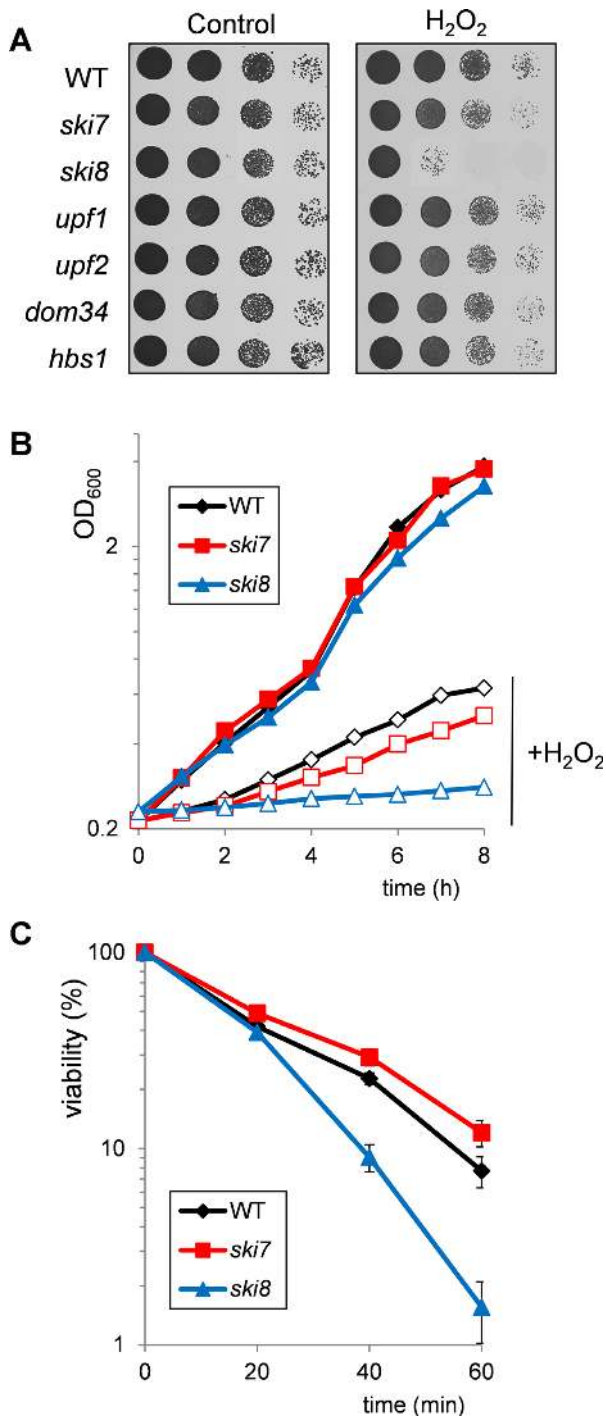 A
Control
H₂O₂
WT
ski7
ski8
upf1
upf2
dom34
hbs1
B
OD₆₀₀
2
0.2
WT
ski7
ski8
+H₂O₂
0 2 4 6 8
time (h)
C
viability (%)
100
10
1
WT
ski7
ski8
0 20 40 60
time (min)